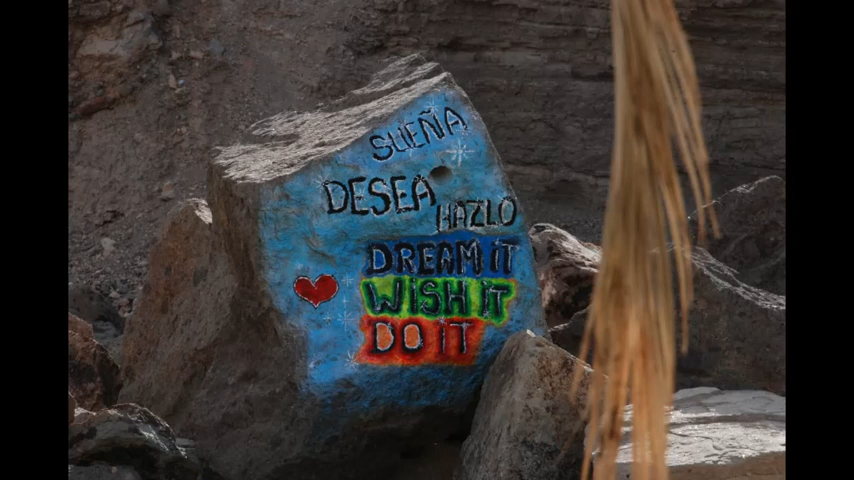 SUEÑA
DESEA
HAZLO
DREAM IT
WISH IT
DO IT